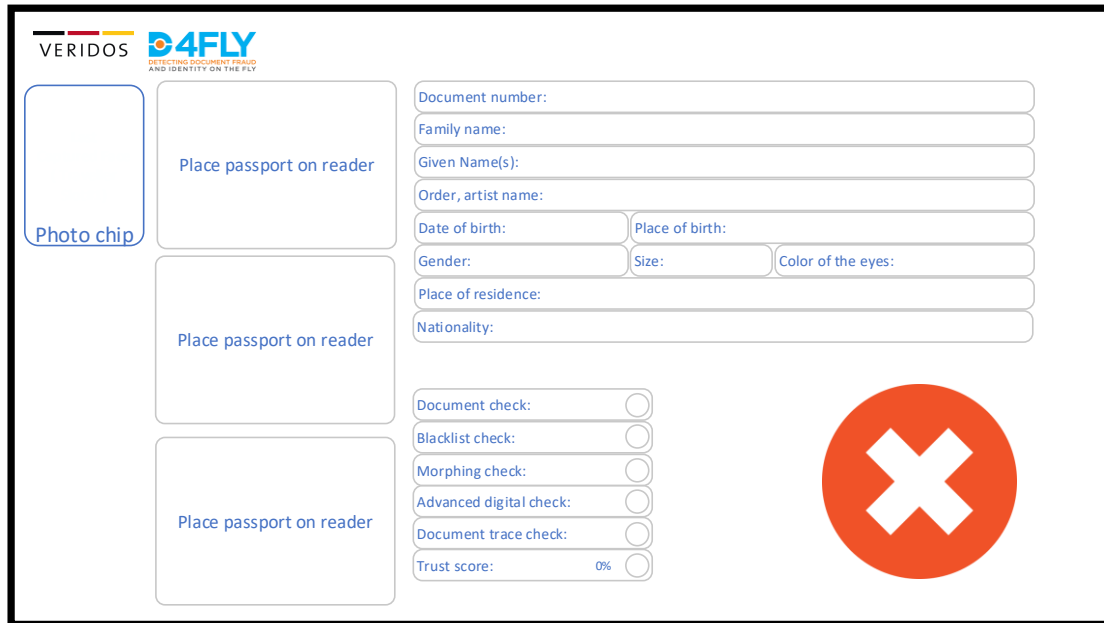 VERIDOS
D4FLY
DETECTING DOCUMENT FRAUD
AND IDENTITY ON THE FLY
Photo chip
Place passport on reader
Place passport on reader
Place passport on reader
Document number:
Family name:
Given Name(s):
Order, artist name:
Date of birth: Place of birth:
Gender: Size: Color of the eyes:
Place of residence:
Nationality:
Document check:
Blacklist check:
Morphing check:
Advanced digital check:
Document trace check:
Trust score: 0%